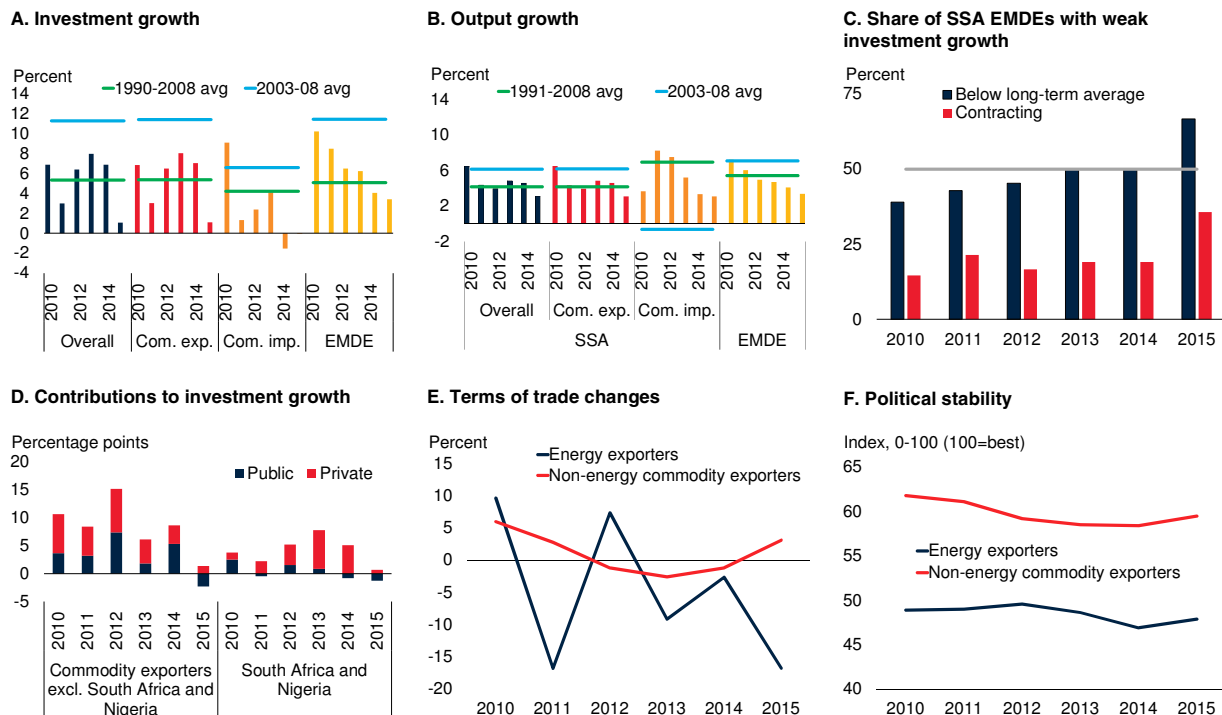 A. Investment growth
Percent
1990-2008 avg
2003-08 avg
14
12
10
8
6
4
2
0
-2
-4
2010
2012
2014
2010
2012
2014
2010
2012
2014
2010
2012
2014
Overall
Com. exp.
Com. imp.
EMDE
B. Output growth
Percent
1991-2008 avg
2003-08 avg
14
10
6
2
-2
2010
2012
2014
2010
2012
2014
2010
2012
2014
2010
2012
2014
Overall
Com. exp.
Com. imp.
SSA
EMDE
C. Share of SSA EMDEs with weak
investment growth
Percent
Below long-term average
Contracting
75
50
25
0
2010
2011
2012
2013
2014
2015
D. Contributions to investment growth
Percentage points
Public
Private
20
15
10
5
0
-5
2010
2011
2012
2013
2014
2015
2010
2011
2012
2013
2014
2015
Commodity exporters
excl. South Africa and
Nigeria
South Africa and
Nigeria
E. Terms of trade changes
Percent
Energy exporters
Non-energy commodity exporters
15
10
5
0
-5
-10
-15
-20
2010
2011
2012
2013
2014
2015
F. Political stability
Index, 0-100 (100=best)
65
60
55
50
45
40
Energy exporters
Non-energy commodity exporters
2010
2011
2012
2013
2014
2015